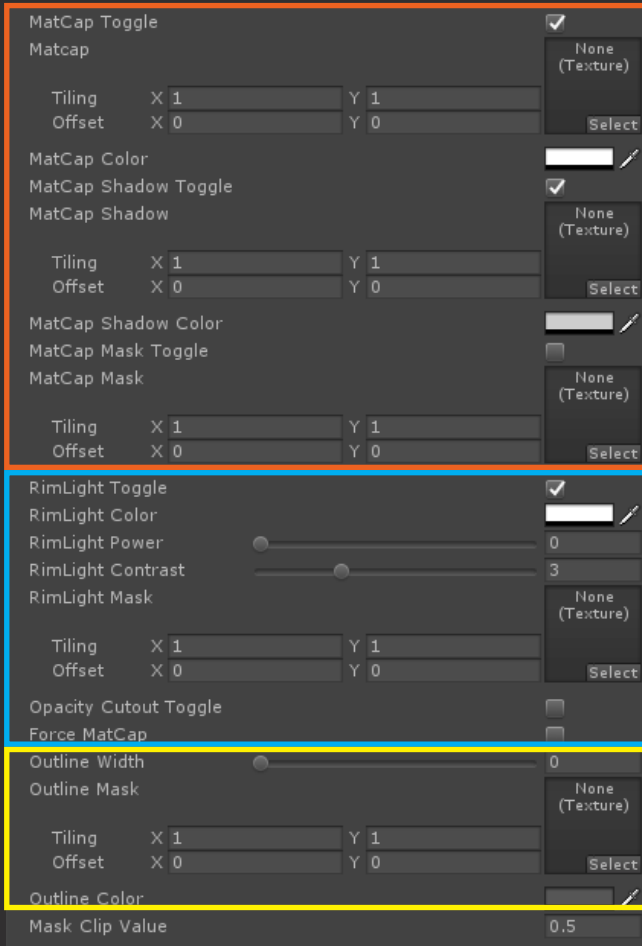 MatCap Toggle
Matcap
None
(Texture)
Tiling X 1 Y 1
Offset X 0 Y 0
Select
MatCap Color
MatCap Shadow Toggle
MatCap Shadow
None
(Texture)
Tiling X 1 Y 1
Offset X 0 Y 0
Select
MatCap Shadow Color
MatCap Mask Toggle
MatCap Mask
None
(Texture)
Tiling X 1 Y 1
Offset X 0 Y 0
Select
RimLight Toggle
RimLight Color
RimLight Power 0
RimLight Contrast 3
RimLight Mask
None
(Texture)
Tiling X 1 Y 1
Offset X 0 Y 0
Select
Opacity Cutout Toggle
Force MatCap
Outline Width 0
Outline Mask
None
(Texture)
Tiling X 1 Y 1
Offset X 0 Y 0
Select
Outline Color
Mask Clip Value 0.5